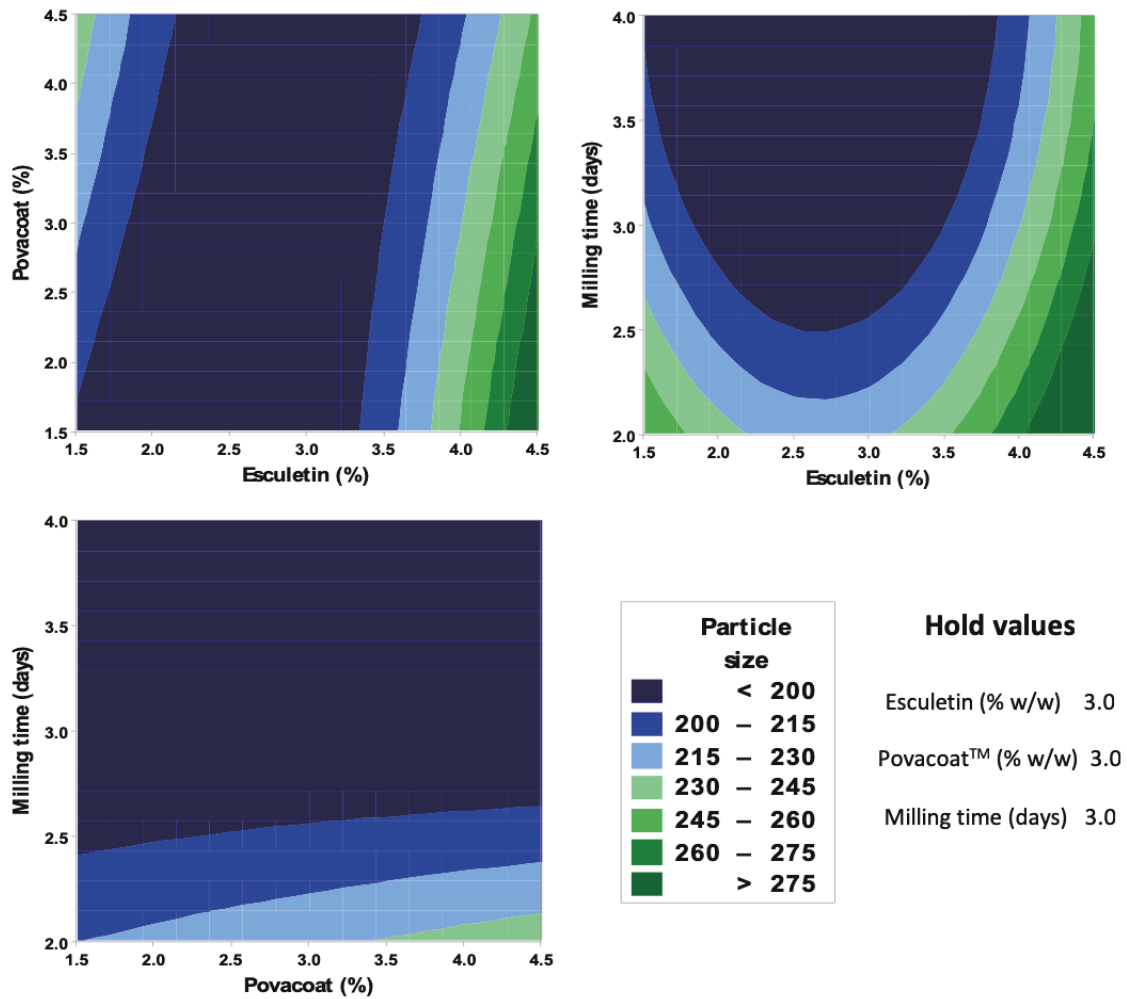 4.5
4.0
4.5
3.0
2.5
2.0
1.5
Povacoat (%)
1.5 2.0 2.5 3.0 3.5 4.0 4.5
Esculetin (%)
4.0
3.5
3.0
2.5
2.0
Milling time (days)
1.5 2.0 2.5 3.0 3.5 4.0 4.5
Esculetin (%)
4.0
3.5
3.0
2.5
2.0
Milling time (days)
1.5 2.0 2.5 3.0 3.5 4.0 4.5
Povacoat (%)
Particle
size
< 200
200 – 215
215 – 230
230 – 245
245 – 260
260 – 275
> 275
Hold values
Esculetin (% w/w) 3.0
Povacoat™ (% w/w) 3.0
Milling time (days) 3.0